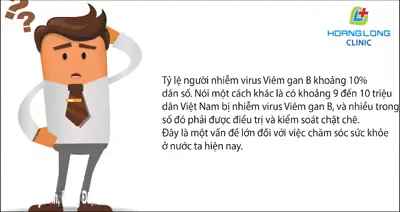 ??
HOANG LONG
CLINIC
Tỷ lệ người nhiễm virus Viêm gan B khoảng 10%
dân số. Nói một cách khác là có khoảng 9 đến 10 triệu
dân Việt Nam bị nhiễm virus Viêm gan B, và nhiều trong
số đó phải được điều trị và kiểm soát chặt chẽ.
Đây là một vấn đề lớn đối với việc chăm sóc sức khỏe
ở nước ta hiện nay.